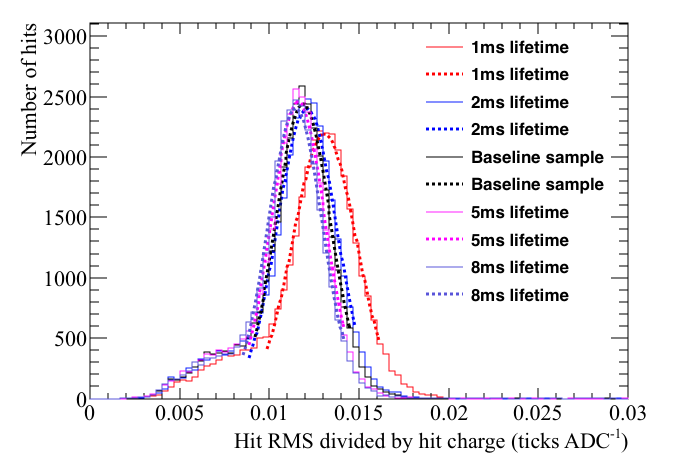 Number of hits
3000
2500
2000
1500
1000
500
0
0
0.005
0.01
0.015
0.02
0.025
0.03
Hit RMS divided by hit charge (ticks ADC⁻¹)
1ms lifetime
1ms lifetime
2ms lifetime
2ms lifetime
Baseline sample
Baseline sample
5ms lifetime
5ms lifetime
8ms lifetime
8ms lifetime